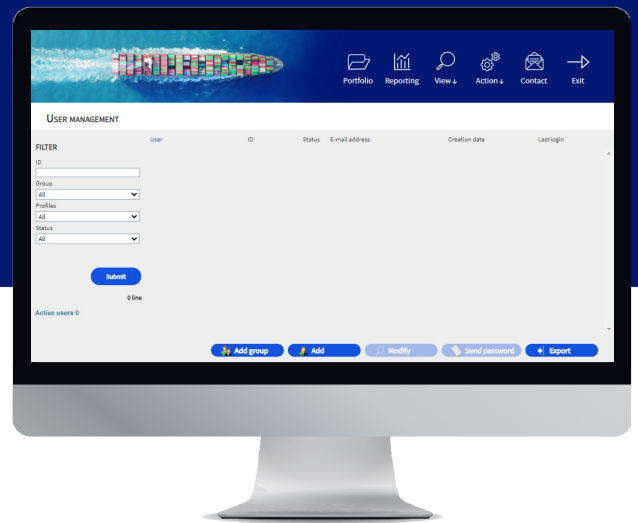 Portfolio Reporting View↓ Action↓ Contact Exit
USER MANAGEMENT
User ID Status E-mail address Creation date Last login
FILTER
ID
Group
All
Profiles
All
Status
All
Submit
0 line
Active users 0
Add group Add Modify Send password Export